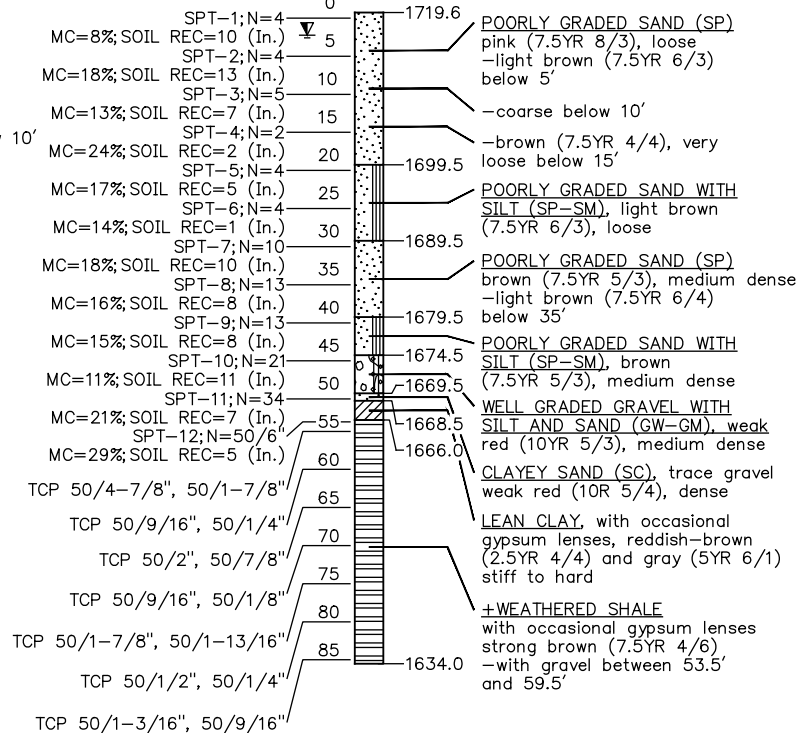 0
SPT-1; N=4
MC=8%; SOIL REC=10 (In.)
5
SPT-2; N=4
MC=18%; SOIL REC=13 (In.)
10
SPT-3; N=5
MC=13%; SOIL REC=7 (In.)
15
SPT-4; N=2
10'
MC=24%; SOIL REC=2 (In.)
20
SPT-5; N=4
MC=17%; SOIL REC=5 (In.)
25
SPT-6; N=4
MC=14%; SOIL REC=1 (In.)
30
SPT-7; N=10
MC=18%; SOIL REC=10 (In.)
35
SPT-8; N=13
MC=16%; SOIL REC=8 (In.)
40
SPT-9; N=13
MC=15%; SOIL REC=8 (In.)
45
SPT-10; N=21
MC=11%; SOIL REC=11 (In.)
50
SPT-11; N=34
MC=21%; SOIL REC=7 (In.)
55
SPT-12; N=50/6"
MC=29%; SOIL REC=5 (In.)
60
TCP 50/4-7/8", 50/1-7/8"
65
TCP 50/9/16", 50/1/4"
70
TCP 50/2", 50/7/8"
75
TCP 50/9/16", 50/1/8"
80
TCP 50/1-7/8", 50/1-13/16"
85
TCP 50/1/2", 50/1/4"
TCP 50/1-3/16", 50/9/16"
1719.6
1699.5
1689.5
1679.5
1674.5
1669.5
1668.5
1666.0
1634.0
POORLY GRADED SAND (SP)
pink (7.5YR 8/3), loose
-light brown (7.5YR 6/3)
below 5'
-coarse below 10'
-brown (7.5YR 4/4), very
loose below 15'
POORLY GRADED SAND WITH
SILT (SP-SM), light brown
(7.5YR 6/3), loose
POORLY GRADED SAND (SP)
brown (7.5YR 5/3), medium dense
-light brown (7.5YR 6/4)
below 35'
POORLY GRADED SAND WITH
SILT (SP-SM), brown
(7.5YR 5/3), medium dense
WELL GRADED GRAVEL WITH
SILT AND SAND (GW-GM), weak
red (10YR 5/3), medium dense
CLAYEY SAND (SC), trace gravel
weak red (10R 5/4), dense
LEAN CLAY, with occasional
gypsum lenses, reddish-brown
(2.5YR 4/4) and gray (5YR 6/1)
stiff to hard
+WEATHERED SHALE
with occasional gypsum lenses
strong brown (7.5YR 4/6)
-with gravel between 53.5'
and 59.5'